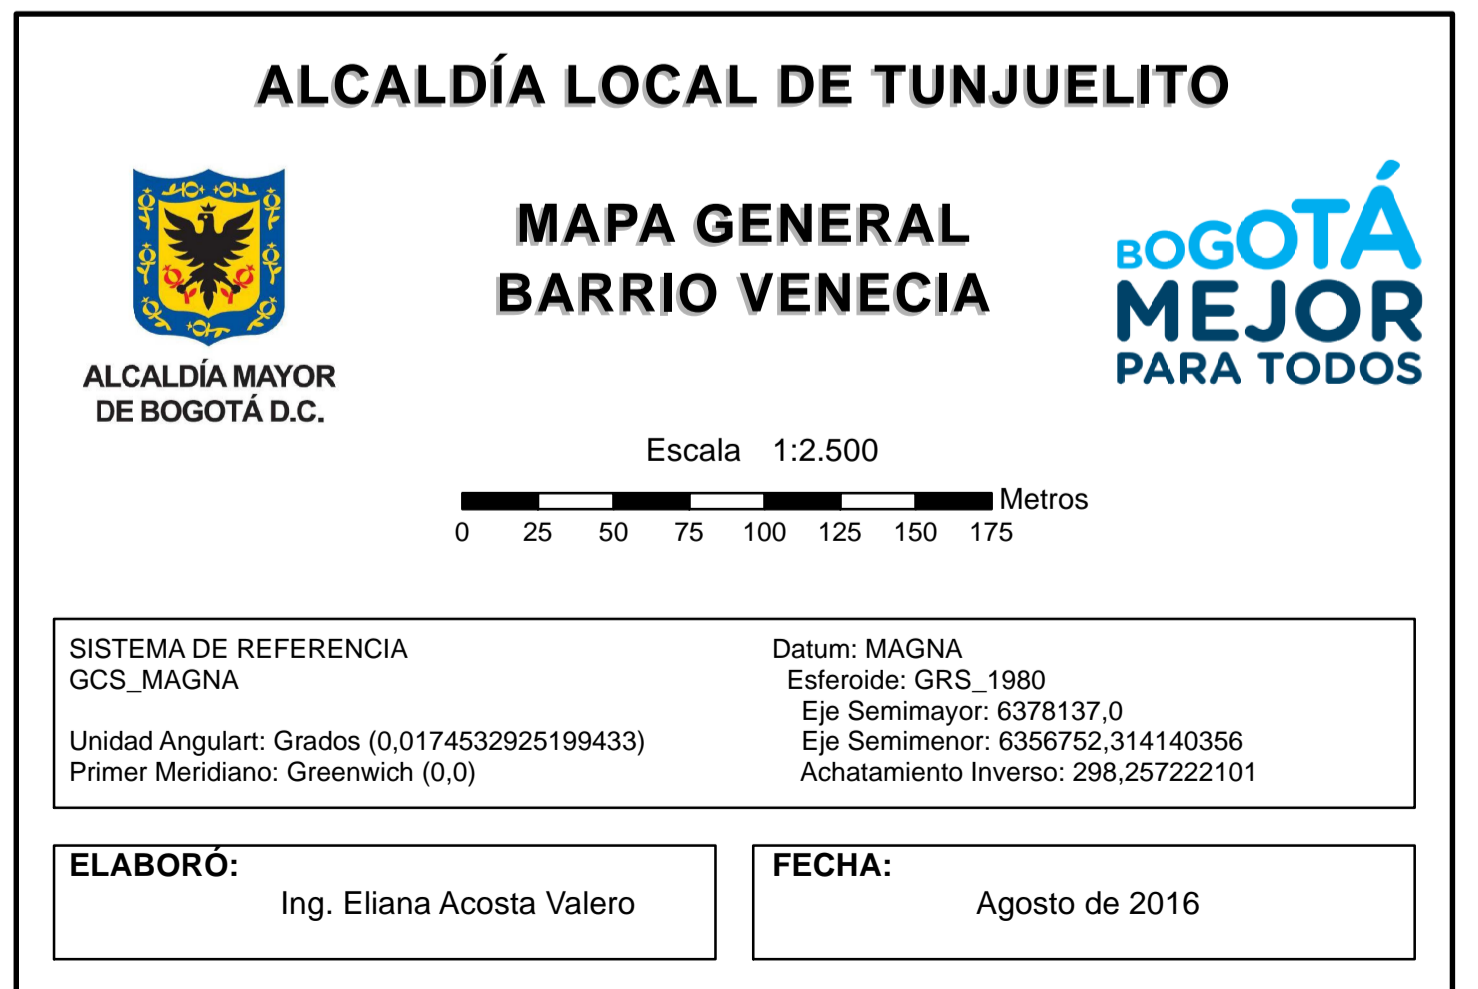 ALCALDÍA LOCAL DE TUNJUELITO
MAPA GENERAL
BARRIO VENECIA
ALCALDÍA MAYOR
DE BOGOTÁ D.C.
BOGOTÁ
MEJOR
PARA TODOS
Escala 1:2.500
Metros
0 25 50 75 100 125 150 175
SISTEMA DE REFERENCIA
GCS_MAGNA
Unidad Angulart: Grados (0,0174532925199433)
Primer Meridiano: Greenwich (0,0)
Datum: MAGNA
Esferoide: GRS_1980
Eje Semimayor: 6378137,0
Eje Semimenor: 6356752,314140356
Achatamiento Inverso: 298,257222101
ELABORÓ:
Ing. Eliana Acosta Valero
FECHA:
Agosto de 2016